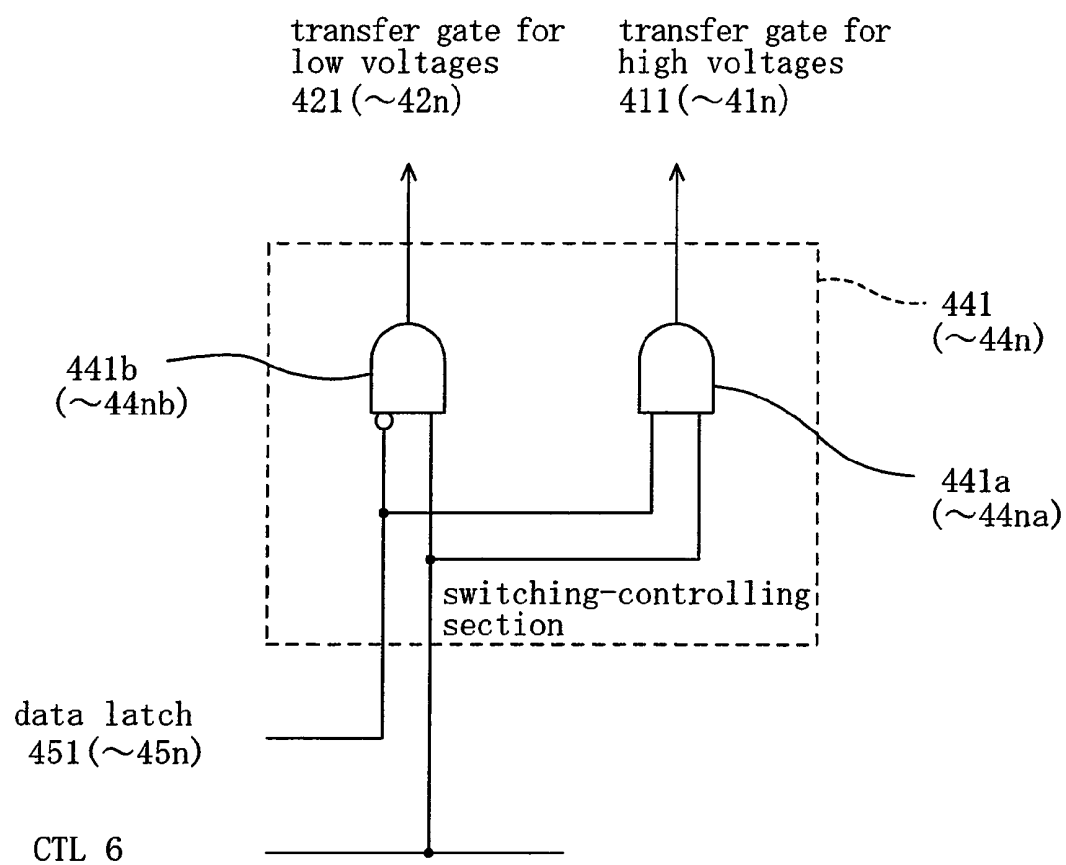 transfer gate for
low voltages
421(~42n)
transfer gate for
high voltages
411(~41n)
441
(~44n)
441b
(~44nb)
441a
(~44na)
switching-controlling
section
data latch
451(~45n)
CTL 6